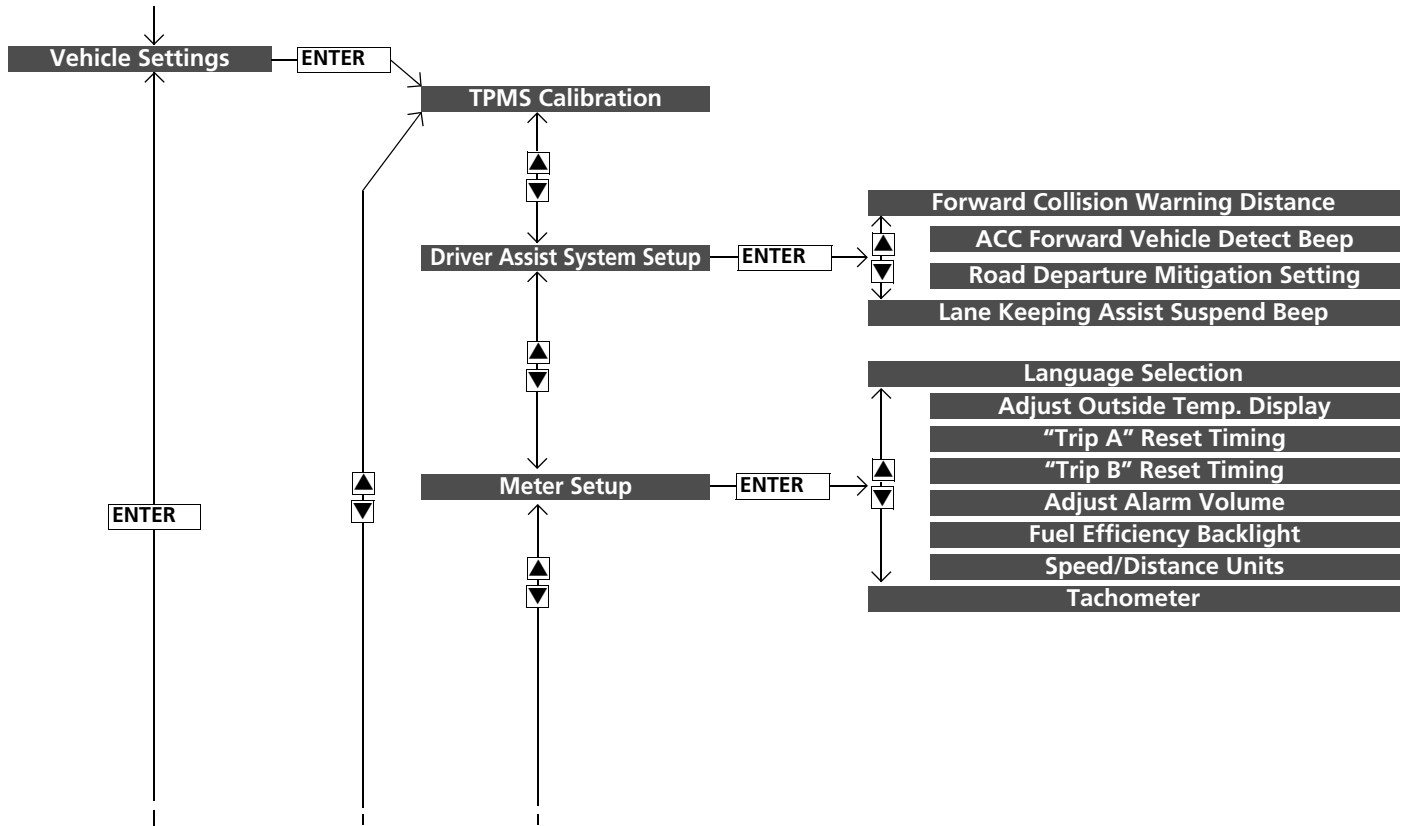 Vehicle Settings
ENTER
TPMS Calibration
▲
▼
Forward Collision Warning Distance
▲
ACC Forward Vehicle Detect Beep
Driver Assist System Setup
ENTER
▼
Road Departure Mitigation Setting
Lane Keeping Assist Suspend Beep
▲
▼
Language Selection
Adjust Outside Temp. Display
“Trip A” Reset Timing
▲
“Trip B” Reset Timing
Meter Setup
ENTER
▼
Adjust Alarm Volume
ENTER
▲
▼
Fuel Efficiency Backlight
▲
▼
Speed/Distance Units
Tachometer